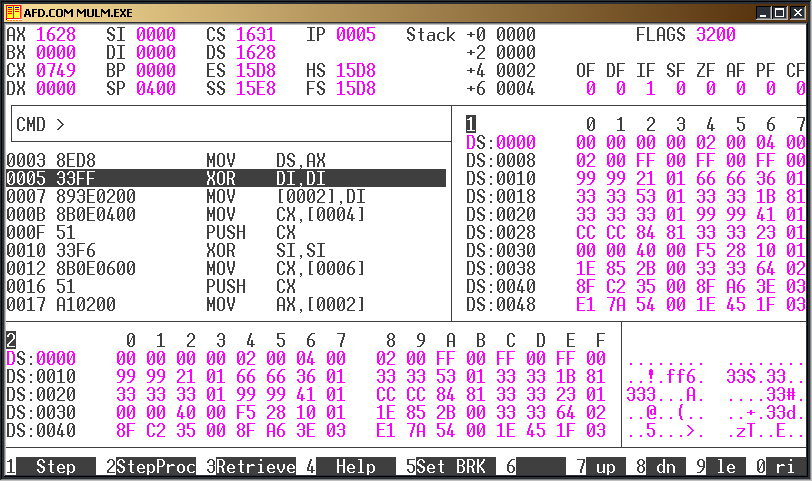 AFD.COM MULM.EXE
AX 1628 SI 0000 CS 1631 IP 0005 Stack +0 0000 FLAGS 3200
BX 0000 DI 0000 DS 1628 +2 0000
CX 0749 BP 0000 ES 15D8 HS 15D8 +4 0002 OF DF IF SF ZF AF PF CF
DX 0000 SP 0400 SS 15E8 FS 15D8 +6 0004 0 0 1 0 0 0 0 0
CMD >
0003 8ED8 MOV DS,AX
0005 33FF XOR DI,DI
0007 893E0200 MOV [0002],DI
000B 8B0E0400 MOV CX,[0004]
000F 51 PUSH CX
0010 33F6 XOR SI,SI
0012 8B0E0600 MOV CX,[0006]
0016 51 PUSH CX
0017 A10200 MOV AX,[0002]
1 0 1 2 3 4 5 6 7
DS:0000 00 00 00 00 02 00 04 00
DS:0008 02 00 FF 00 FF 00 FF 00
DS:0010 99 99 21 01 66 66 36 01
DS:0018 33 33 53 01 33 33 1B 81
DS:0020 33 33 33 01 99 99 41 01
DS:0028 CC CC 84 81 33 33 23 01
DS:0030 00 00 40 00 F5 28 10 01
DS:0038 1E 85 2B 00 33 33 64 02
DS:0040 8F C2 35 00 8F A6 3E 03
DS:0048 E1 7A 54 00 1E 45 1F 03
2 0 1 2 3 4 5 6 7 8 9 A B C D E F
DS:0000 00 00 00 00 02 00 04 00 02 00 FF 00 FF 00 FF 00 ........ ........
DS:0010 99 99 21 01 66 66 36 01 33 33 53 01 33 33 1B 81 ..!.ff6. 33S.33..
DS:0020 33 33 33 01 99 99 41 01 CC CC 84 81 33 33 23 01 333...A. ....33#.
DS:0030 00 00 40 00 F5 28 10 01 1E 85 2B 00 33 33 64 02 ..@..(.. ..+.33d.
DS:0040 8F C2 35 00 8F A6 3E 03 E1 7A 54 00 1E 45 1F 03 ..5...>. .zT..E..
1 Step 2StepProc 3Retrieve 4 Help 5Set BRK 6 7 up 8 dn 9 le 0 ri